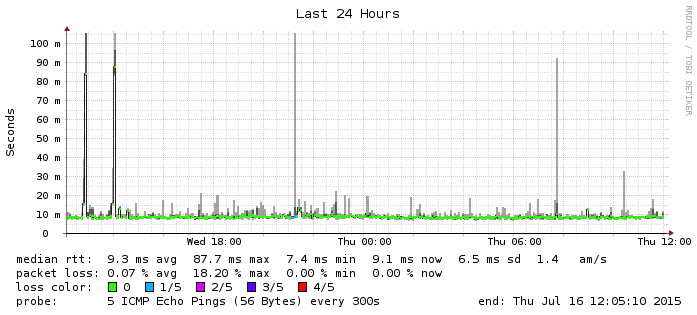 Last 24 Hours
RRDTOOL / TOBI OETIKER
Seconds
100 m
90 m
80 m
70 m
60 m
50 m
40 m
30 m
20 m
10 m
0
Wed 18:00 Thu 00:00 Thu 06:00 Thu 12:00
median rtt: 9.3 ms avg 87.7 ms max 7.4 ms min 9.1 ms now 6.5 ms sd 1.4 am/s
packet loss: 0.07 % avg 18.20 % max 0.00 % min 0.00 % now
loss color: 0 1/5 2/5 3/5 4/5
probe: 5 ICMP Echo Pings (56 Bytes) every 300s end: Thu Jul 16 12:05:10 2015